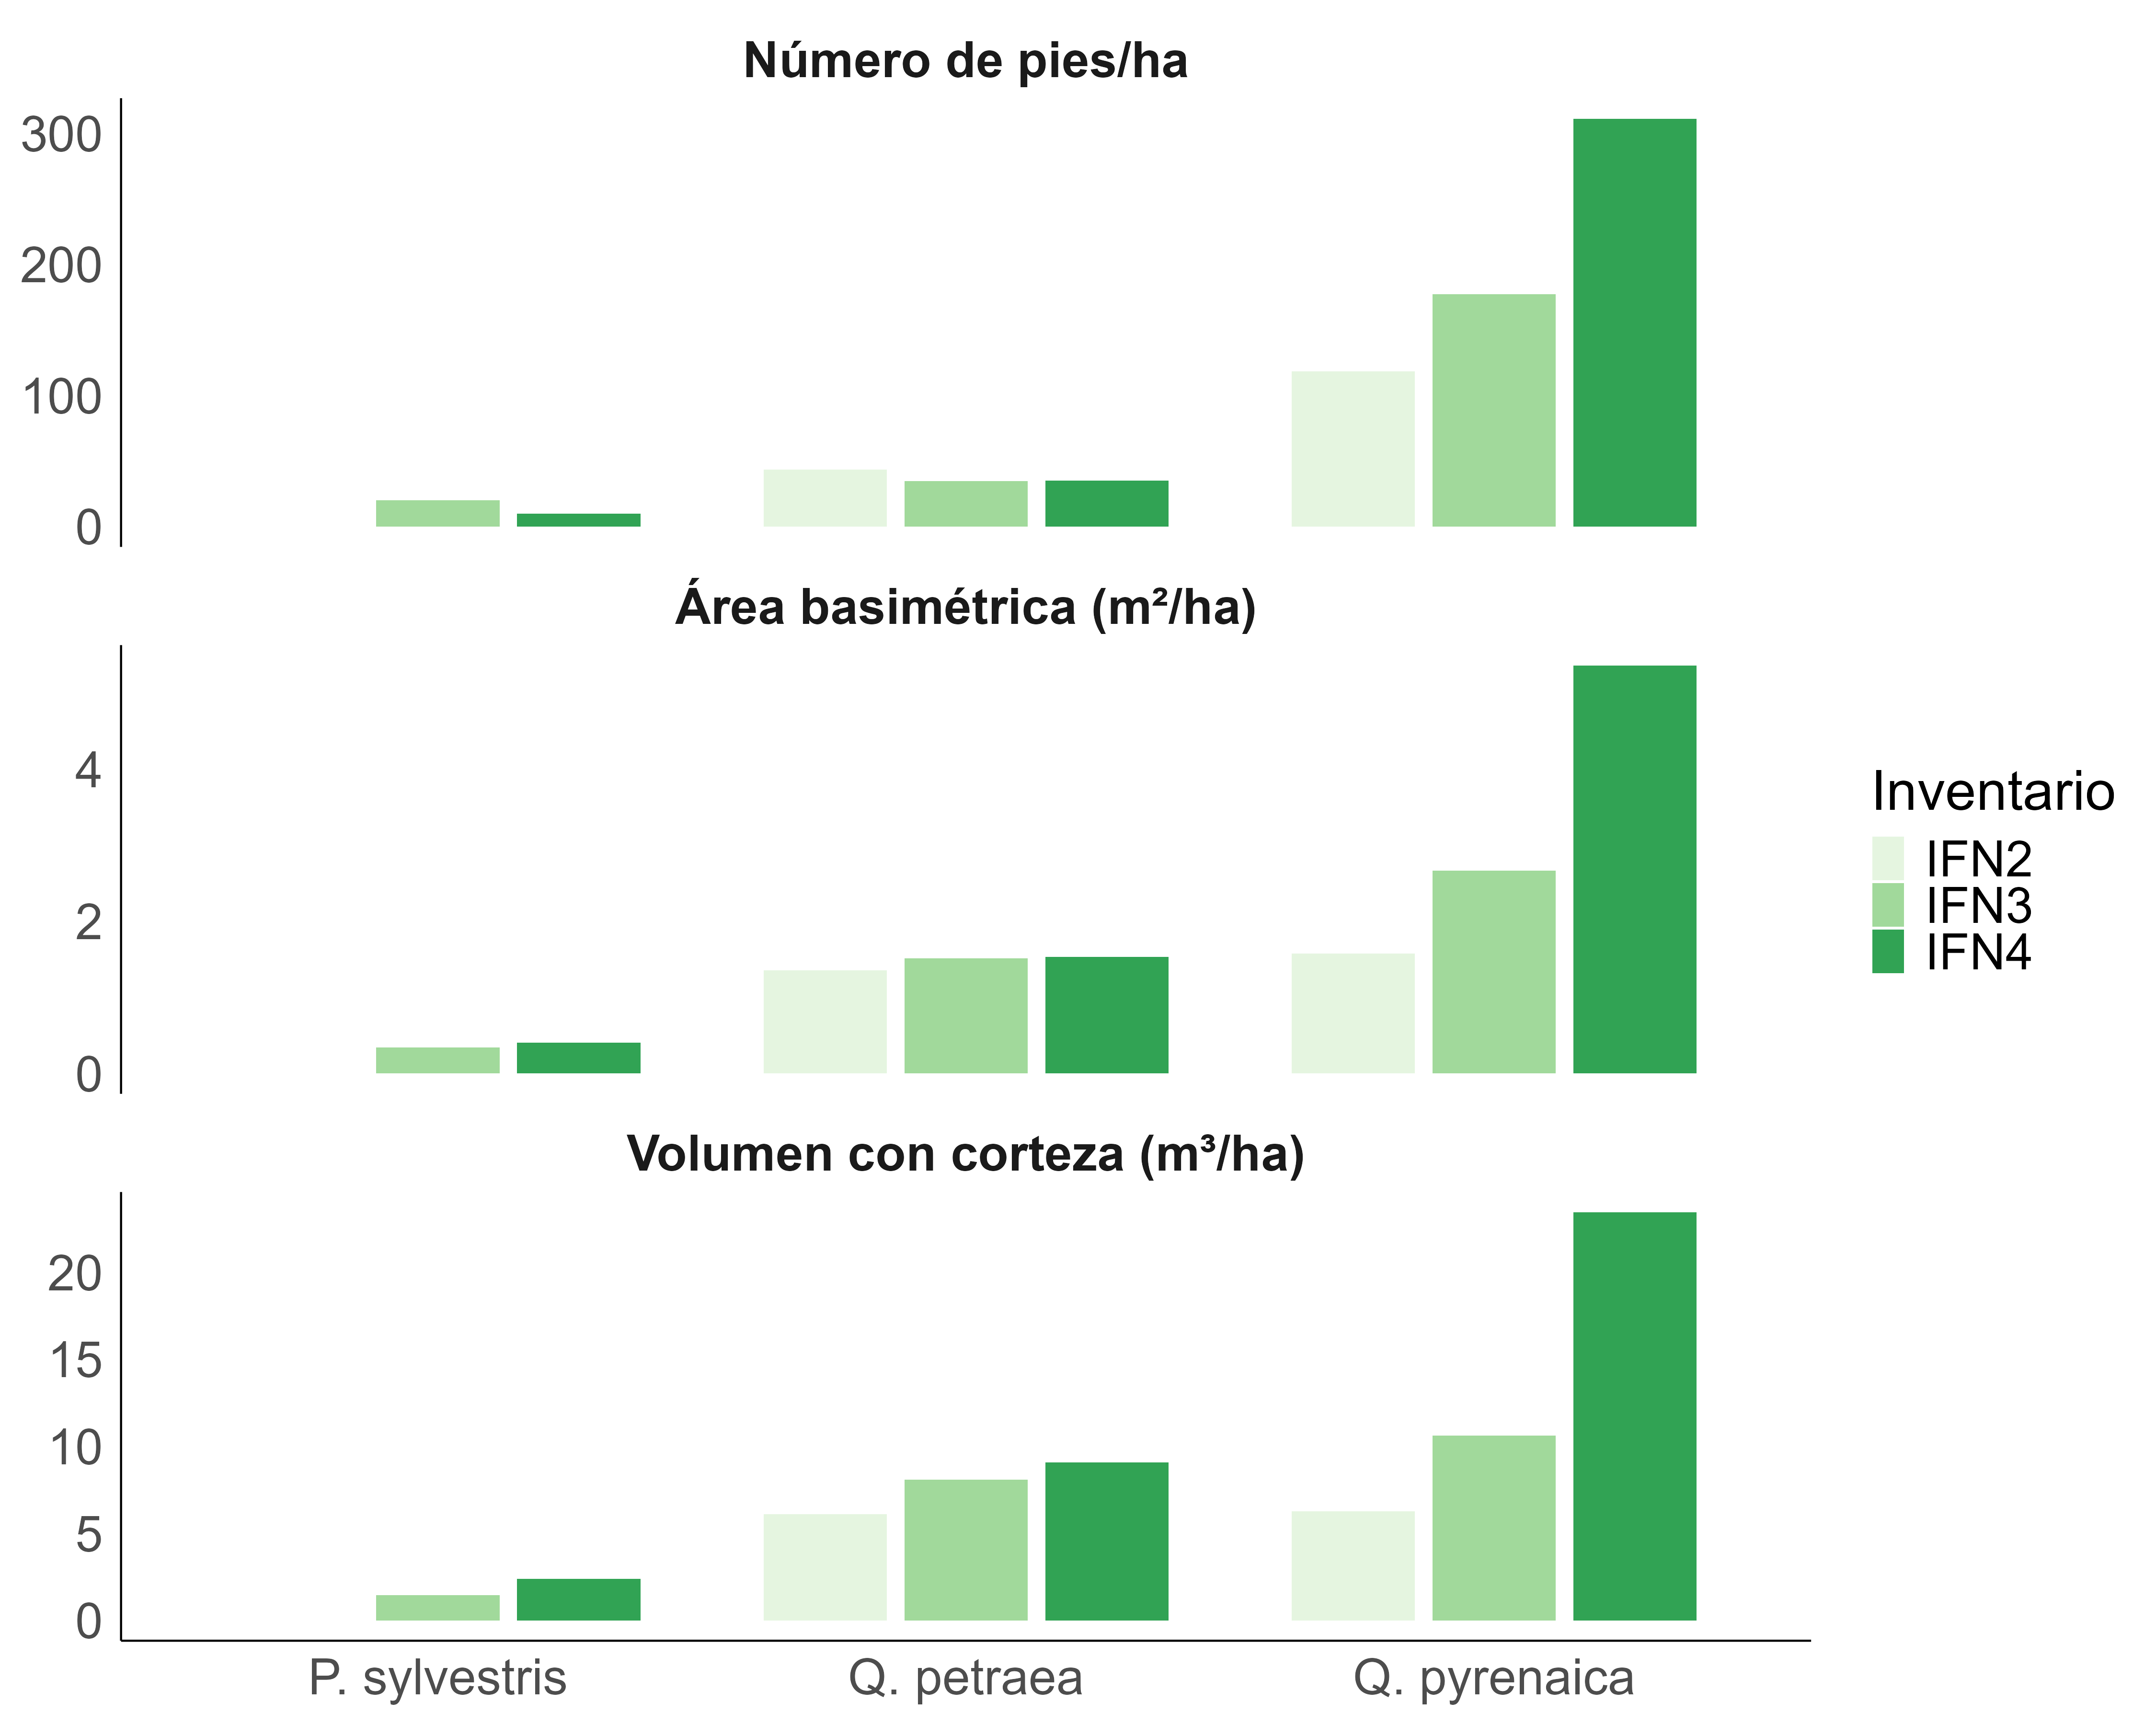 Número de pies/ha
300
200
100
0
Área basimétrica (m²/ha)
4
2
0
Volumen con corteza (m³/ha)
20
15
10
5
0
P. sylvestris
Q. petraea
Q. pyrenaica
Inventario
IFN2
IFN3
IFN4